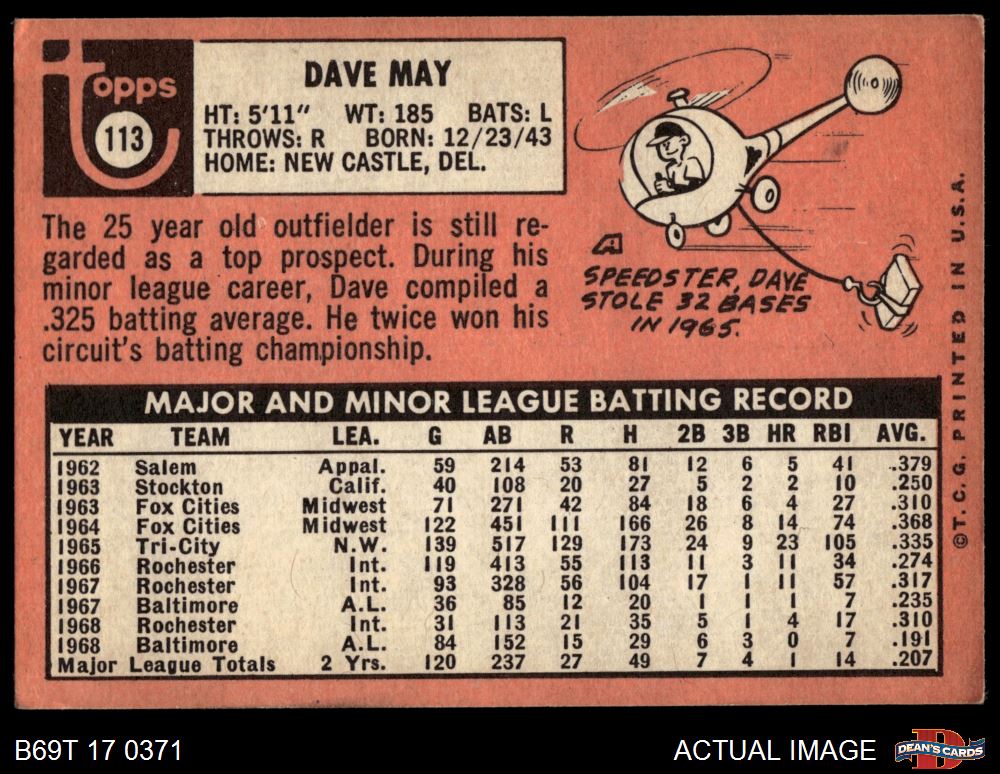 topps
113
DAVE MAY
HT: 5'11" WT: 185 BATS: L
THROWS: R BORN: 12/23/43
HOME: NEW CASTLE, DEL.
The 25 year old outfielder is still re-
garded as a top prospect. During his
minor league career, Dave compiled a
.325 batting average. He twice won his
circuit's batting championship.
SPEEDSTER, DAVE
STOLE 32 BASES
IN 1965.
©T. C. G. PRINTED IN U.S.A.
MAJOR AND MINOR LEAGUE BATTING RECORD
YEAR TEAM LEA. G AB R H 2B 3B HR RBI AVG.
1962 Salem Appal. 59 214 53 81 12 6 5 41 .379
1963 Stockton Calif. 40 108 20 27 5 2 2 10 .250
1963 Fox Cities Midwest 71 271 42 84 18 6 4 27 .310
1964 Fox Cities Midwest 122 451 111 166 26 8 14 74 .368
1965 Tri-City N.W. 139 517 129 173 24 9 23 105 .335
1966 Rochester Int. 119 413 55 113 11 3 11 34 .274
1967 Rochester Int. 93 328 56 104 17 1 11 57 .317
1967 Baltimore A.L. 36 85 12 20 1 1 1 7 .235
1968 Rochester Int. 31 113 21 35 5 1 4 17 .310
1968 Baltimore A.L. 84 152 15 29 6 3 0 7 .191
Major League Totals 2 Yrs. 120 237 27 49 7 4 1 14 .207
B69T 17 0371
ACTUAL IMAGE
DEAN'S CARDS